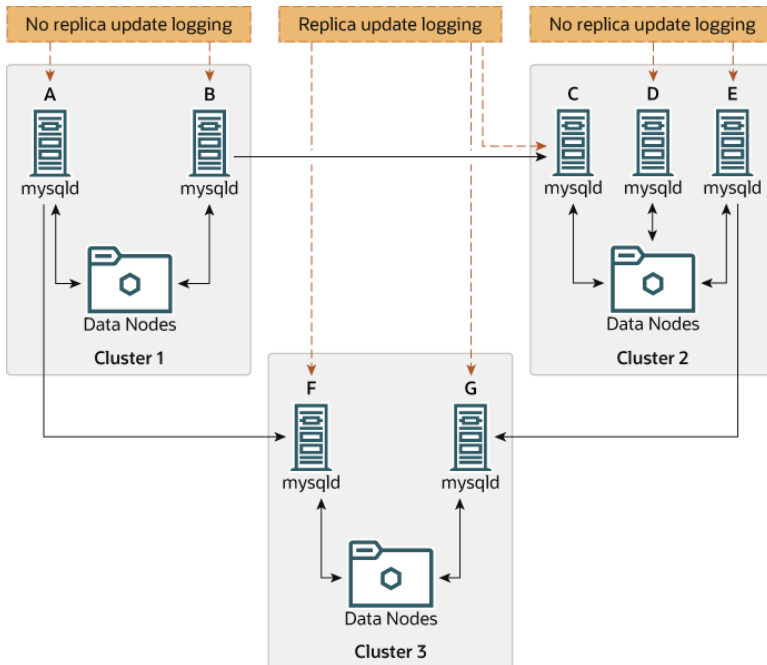 No replica update logging
Replica update logging
No replica update logging
A
B
C
D
E
mysqld
mysqld
mysqld
mysqld
mysqld
Data Nodes
Data Nodes
Cluster 1
Cluster 2
F
G
mysqld
mysqld
Data Nodes
Cluster 3